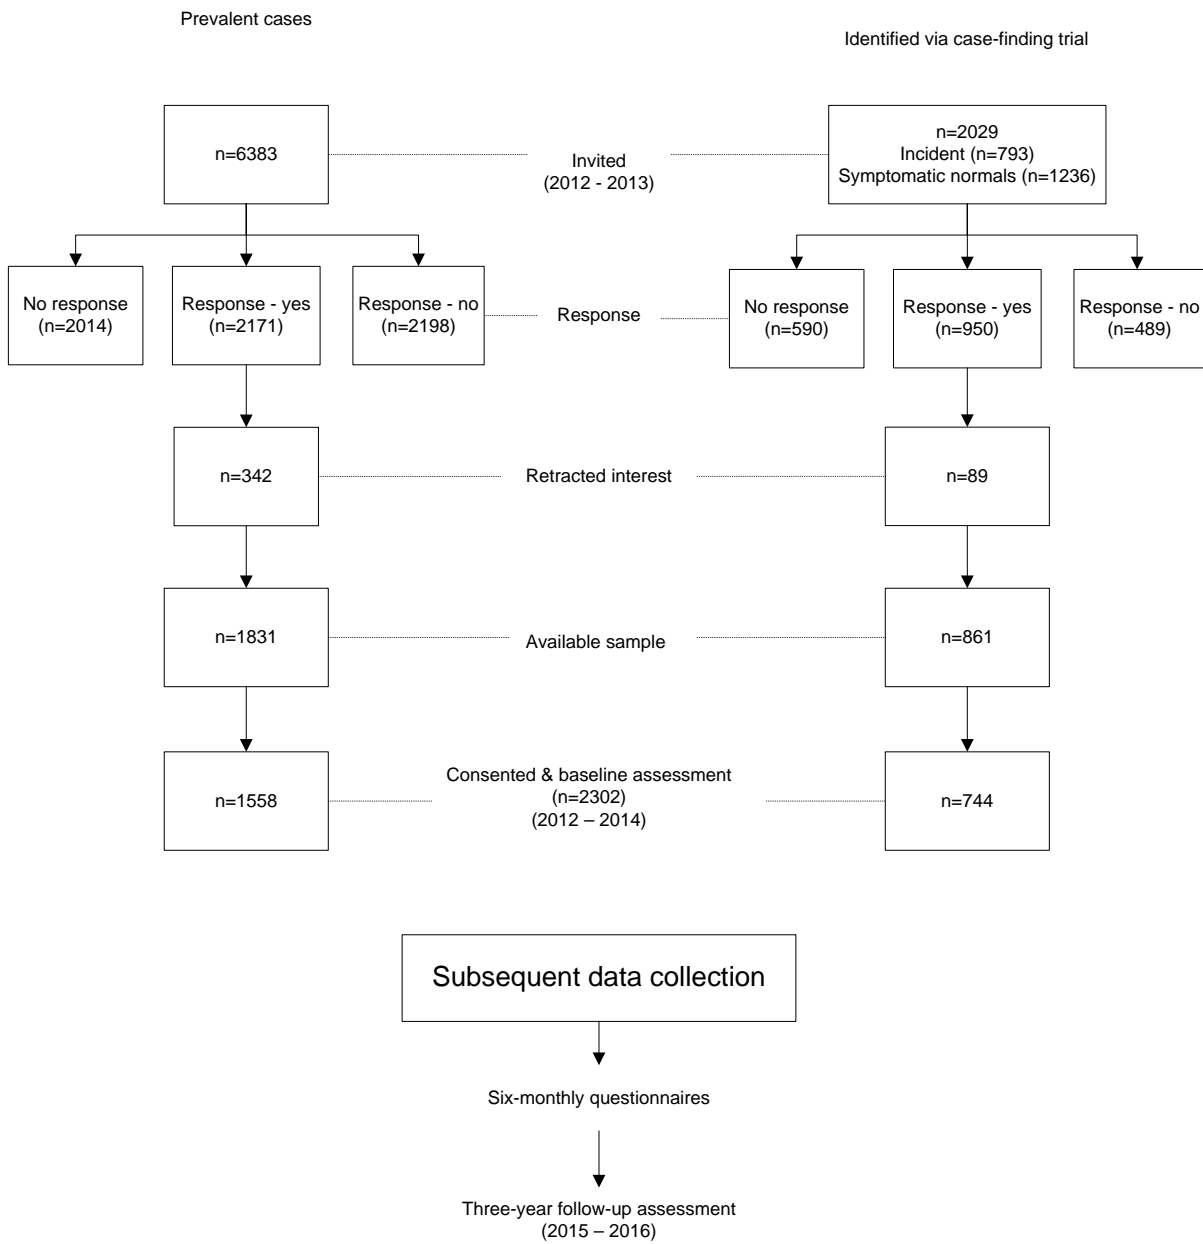 Prevalent cases
Identified via case-finding trial
n=6383
Invited
(2012 - 2013)
n=2029
Incident (n=793)
Symptomatic normals (n=1236)
No response
(n=2014)
Response - yes
(n=2171)
Response - no
(n=2198)
Response
No response
(n=590)
Response - yes
(n=950)
Response - no
(n=489)
n=342
Retracted interest
n=89
n=1831
Available sample
n=861
n=1558
Consented & baseline assessment
(n=2302)
(2012 – 2014)
n=744
Subsequent data collection
Six-monthly questionnaires
Three-year follow-up assessment
(2015 – 2016)